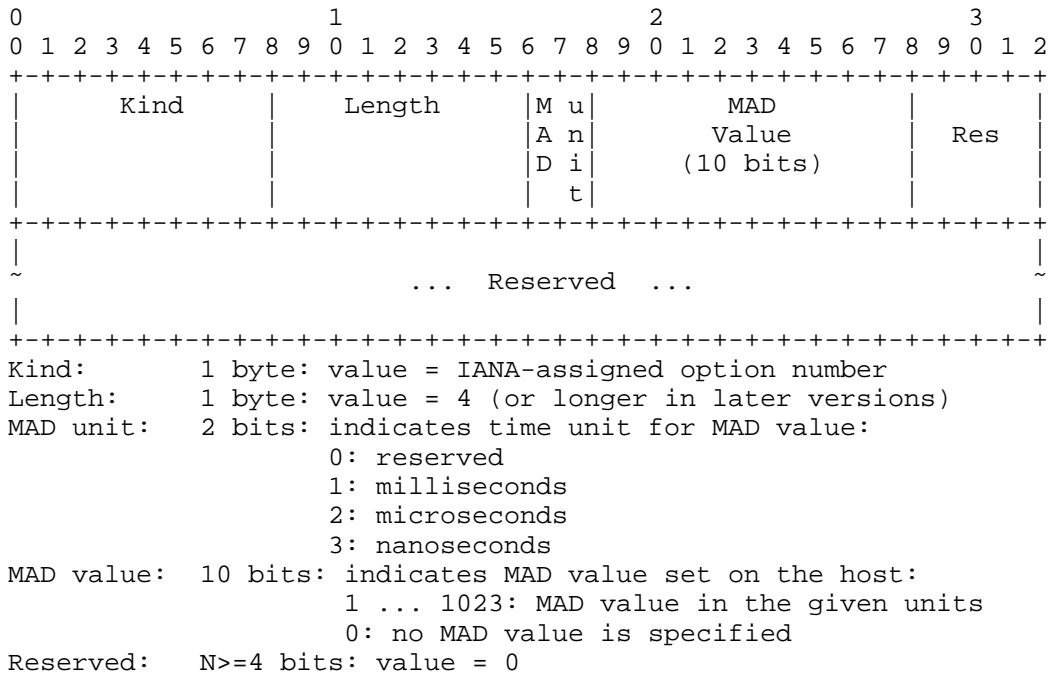 0                   1                   2                   3
0 1 2 3 4 5 6 7 8 9 0 1 2 3 4 5 6 7 8 9 0 1 2 3 4 5 6 7 8 9 0 1 2
+-+-+-+-+-+-+-+-+-+-+-+-+-+-+-+-+-+-+-+-+-+-+-+-+-+-+-+-+-+-+-+-+
|      Kind     |    Length     |M u|        MAD        |       |
|               |               |A n|       Value       |  Res  |
|               |               |D i|     (10 bits)     |       |
|               |               |  t|                   |       |
+-+-+-+-+-+-+-+-+-+-+-+-+-+-+-+-+-+-+-+-+-+-+-+-+-+-+-+-+-+-+-+-+
|                                                               |
~                        ...  Reserved  ...                     ~
|                                                               |
+-+-+-+-+-+-+-+-+-+-+-+-+-+-+-+-+-+-+-+-+-+-+-+-+-+-+-+-+-+-+-+-+
Kind:       1 byte: value = IANA-assigned option number
Length:     1 byte: value = 4 (or longer in later versions)
MAD unit:   2 bits: indicates time unit for MAD value:
                    0: reserved
                    1: milliseconds
                    2: microseconds
                    3: nanoseconds
MAD value:  10 bits: indicates MAD value set on the host:
                     1 ... 1023: MAD value in the given units
                     0: no MAD value is specified
Reserved:   N>=4 bits: value = 0